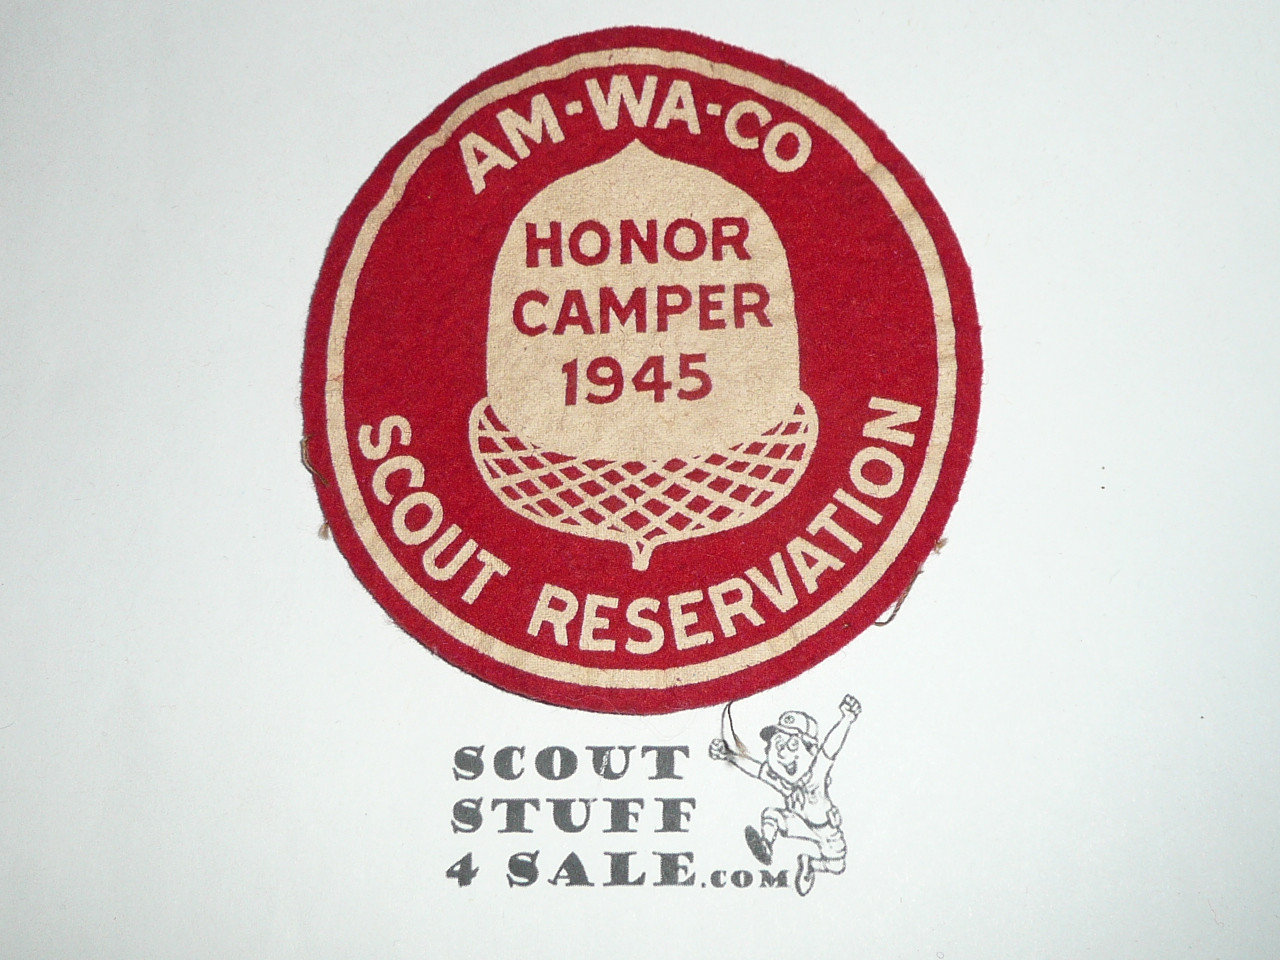 AM-WA-CO
HONOR
CAMPER
1945
SCOUT RESERVATION
SCOUT
STUFF
4 SALE.COM